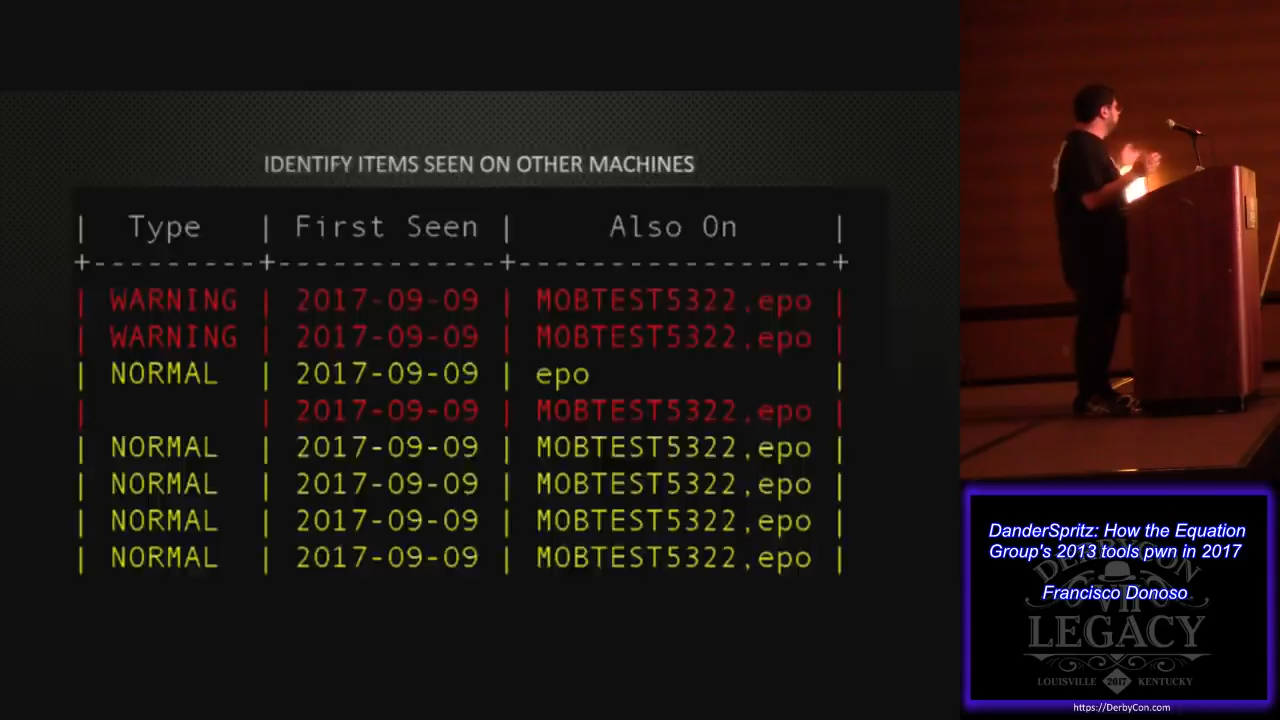 IDENTIFY ITEMS SEEN ON OTHER MACHINES
| Type | First Seen | Also On |
+---------+------------+-----------------+
| WARNING | 2017-09-09 | MOBTEST5322,epo |
| WARNING | 2017-09-09 | MOBTEST5322,epo |
| NORMAL | 2017-09-09 | epo |
| | 2017-09-09 | MOBTEST5322,epo |
| NORMAL | 2017-09-09 | MOBTEST5322,epo |
| NORMAL | 2017-09-09 | MOBTEST5322,epo |
| NORMAL | 2017-09-09 | MOBTEST5322,epo |
| NORMAL | 2017-09-09 | MOBTEST5322,epo |
DanderSpritz: How the Equation
Group's 2013 tools pwn in 2017
Francisco Donoso
DERBYCON
VII
LEGACY
LOUISVILLE 2017 KENTUCKY
https://DerbyCon.com